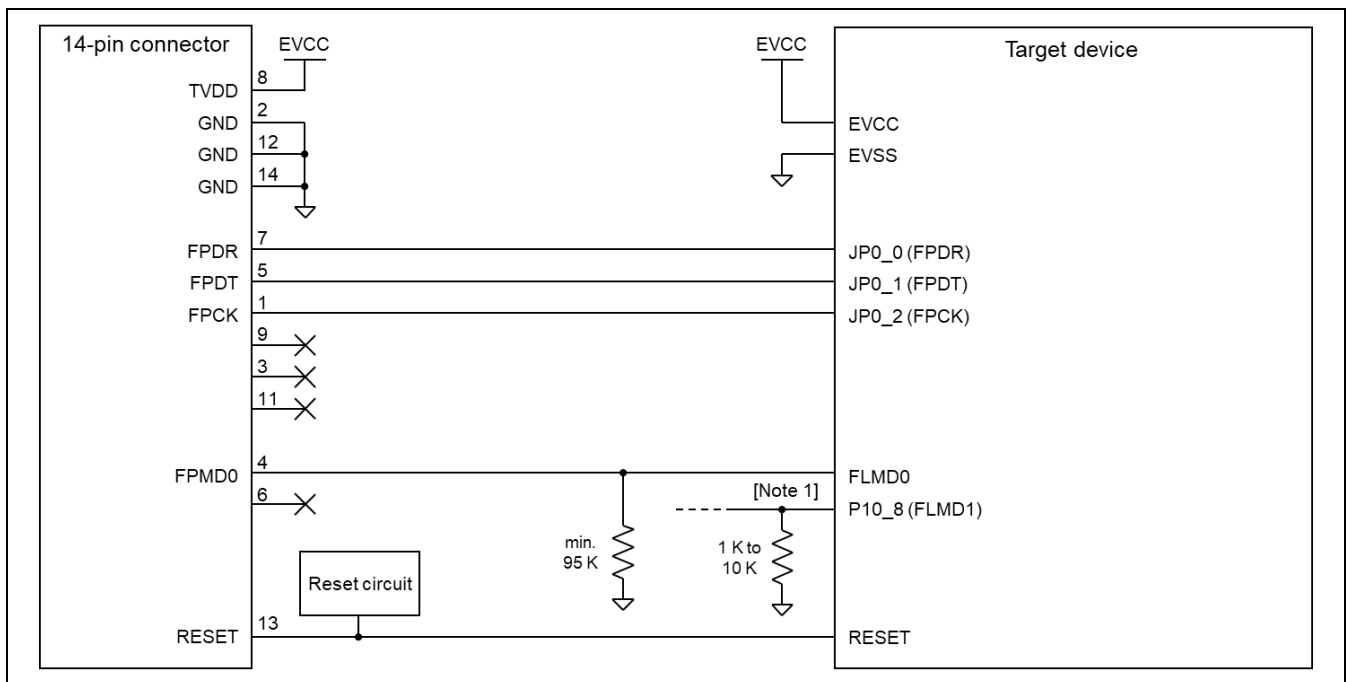 14-pin connector
EVCC
EVCC
Target device
8
TVDD
2
GND
EVCC
12
GND
EVSS
14
GND
7
FPDR
JP0_0 (FPDR)
5
FPDT
JP0_1 (FPDT)
1
FPCK
JP0_2 (FPCK)
9
3
11
4
FPMD0
FLMD0
6
[Note 1]
P10_8 (FLMD1)
min.
95 K
1 K to
10 K
Reset circuit
13
RESET
RESET